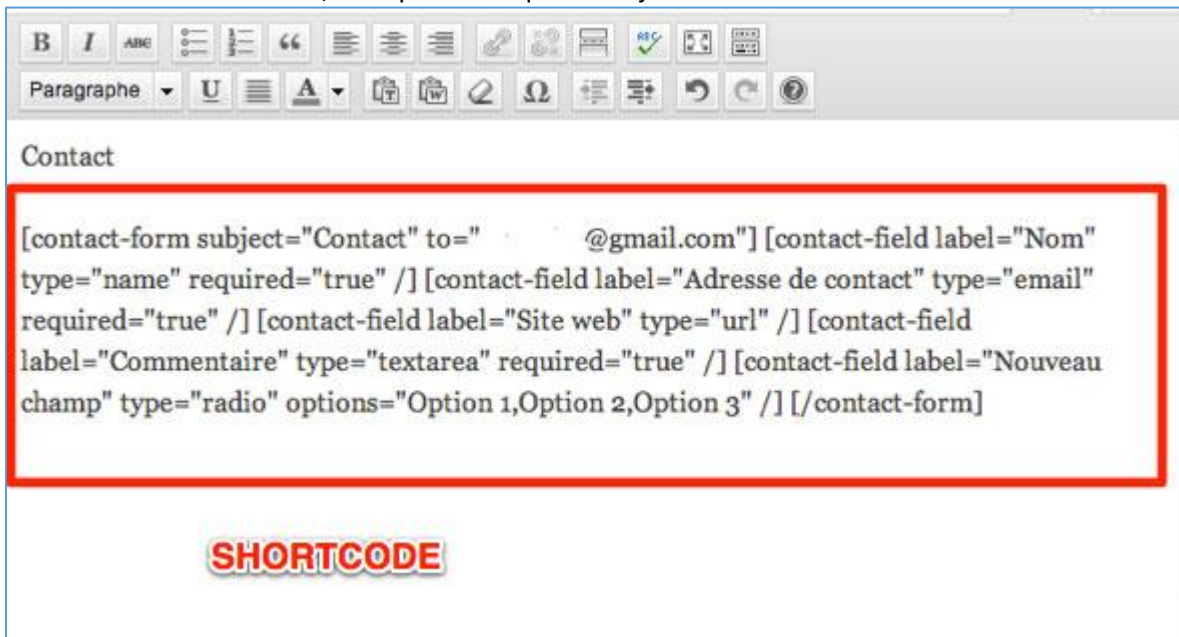 B I ABC “ ABC
Paragraphe U A T W Ω
Contact
[contact-form subject="Contact" to=" @gmail.com"] [contact-field label="Nom"
type="name" required="true" /] [contact-field label="Adresse de contact" type="email"
required="true" /] [contact-field label="Site web" type="url" /] [contact-field
label="Commentaire" type="textarea" required="true" /] [contact-field label="Nouveau
champ" type="radio" options="Option 1,Option 2,Option 3" /] [/contact-form]
SHORTCODE